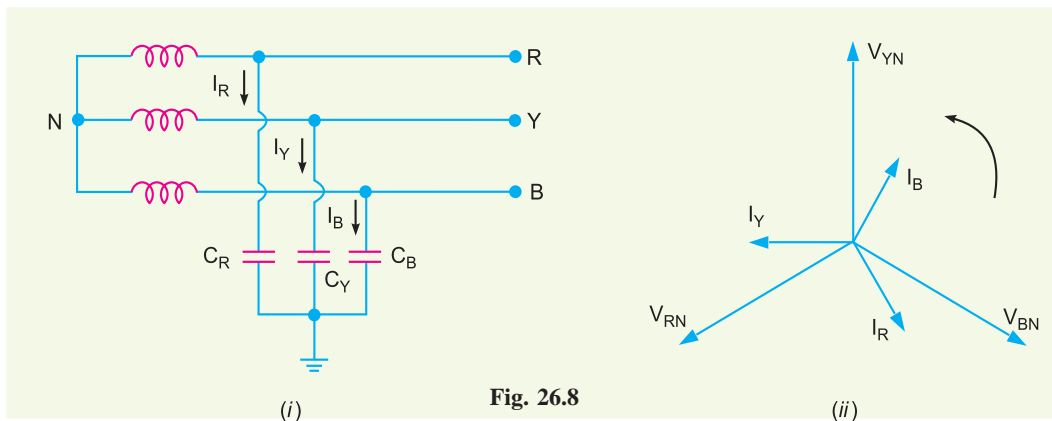 R
I_R
N
Y
I_Y
B
I_B
C_R
C_Y
C_B
(i)
V_YN
I_B
I_Y
V_RN
I_R
V_BN
(ii)
Fig. 26.8